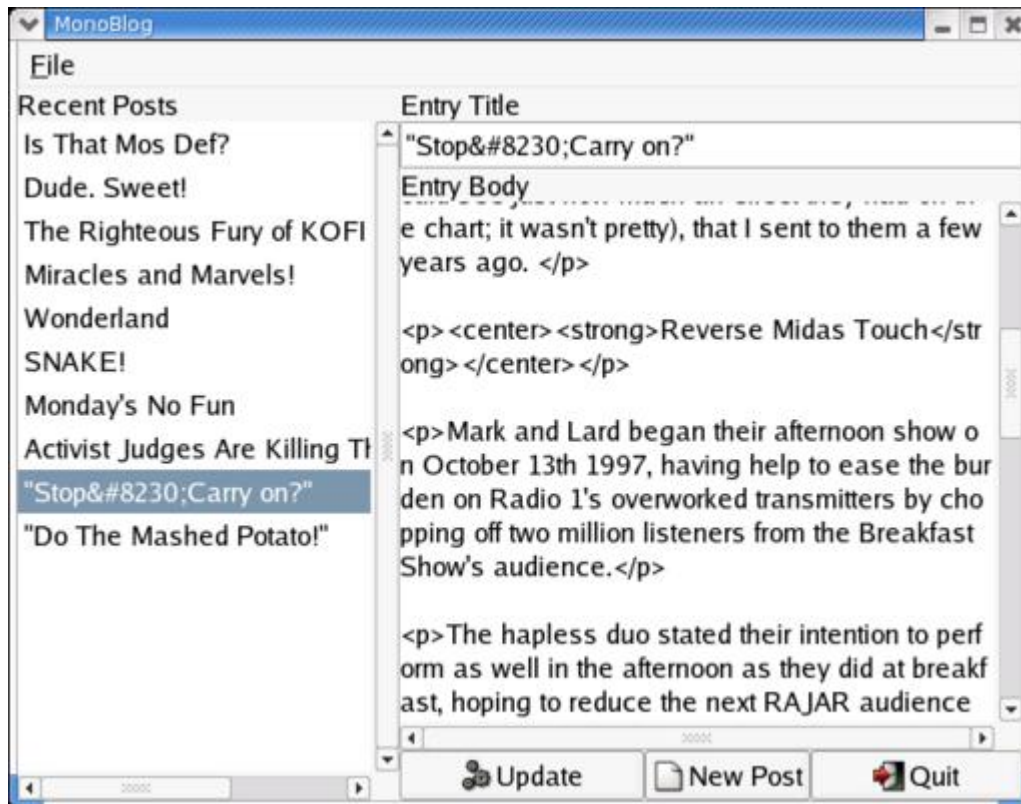 MonoBlog
File
Recent Posts
Is That Mos Def?
Dude. Sweet!
The Righteous Fury of KOFI
Miracles and Marvels!
Wonderland
SNAKE!
Monday's No Fun
Activist Judges Are Killing Th
"Stop&#8230;Carry on?"
"Do The Mashed Potato!"
Entry Title
"Stop&#8230;Carry on?"
Entry Body
e chart; it wasn't pretty), that I sent to them a few
years ago. </p>
<p><center><strong>Reverse Midas Touch</str
ong></center></p>
<p>Mark and Lard began their afternoon show o
n October 13th 1997, having help to ease the bur
den on Radio 1's overworked transmitters by cho
pping off two million listeners from the Breakfast
Show's audience.</p>
<p>The hapless duo stated their intention to perf
orm as well in the afternoon as they did at breakf
ast, hoping to reduce the next RAJAR audience
Update
New Post
Quit